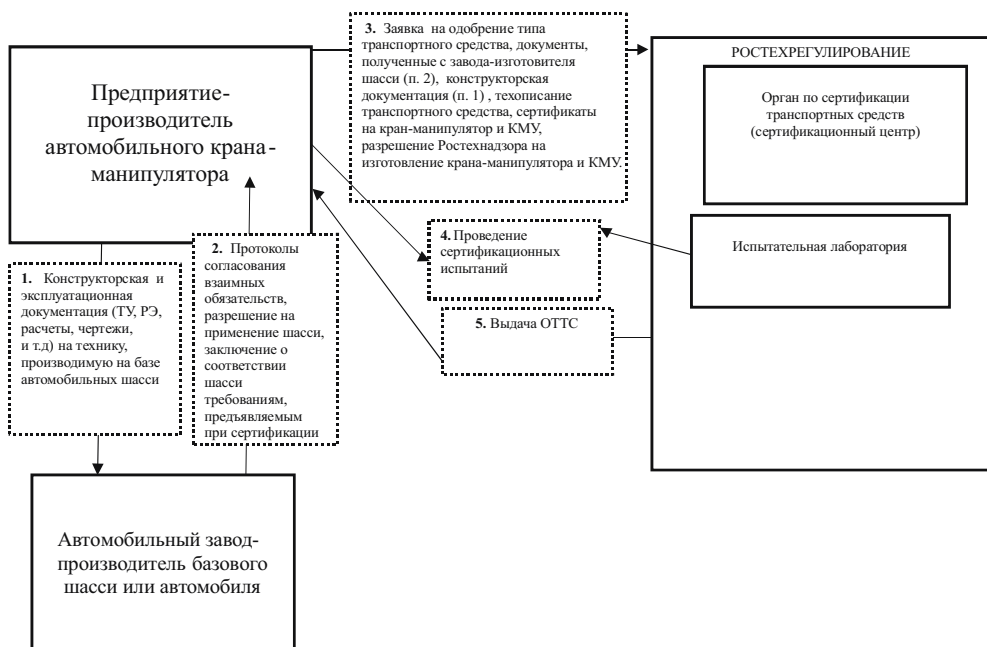 Предприятие-
производитель
автомобильного крана-
манипулятора
3. Заявка на одобрение типа
транспортного средства, документы,
полученные с завода-изготовителя
шасси (п. 2), конструкторская
документация (п. 1) , техописание
транспортного средства, сертификаты
на кран-манипулятор и КМУ,
разрешение Ростехнадзора на
изготовление крана-манипулятора и КМУ.
РОСТЕХРЕГУЛИРОВАНИЕ
Орган по сертификации
транспортных средств
(сертификационный центр)
Испытательная лаборатория
4. Проведение
сертификационных
испытаний
5. Выдача ОТТС
1. Конструкторская и
эксплуатационная
документация (ТУ, РЭ,
расчеты, чертежи,
и т.д) на технику,
производимую на базе
автомобильных шасси
2. Протоколы
согласования
взаимных
обязательств,
разрешение на
применение шасси,
заключение о
соответствии
шасси
требованиям,
предъявляемым
при сертификации
Автомобильный завод-
производитель базового
шасси или автомобиля